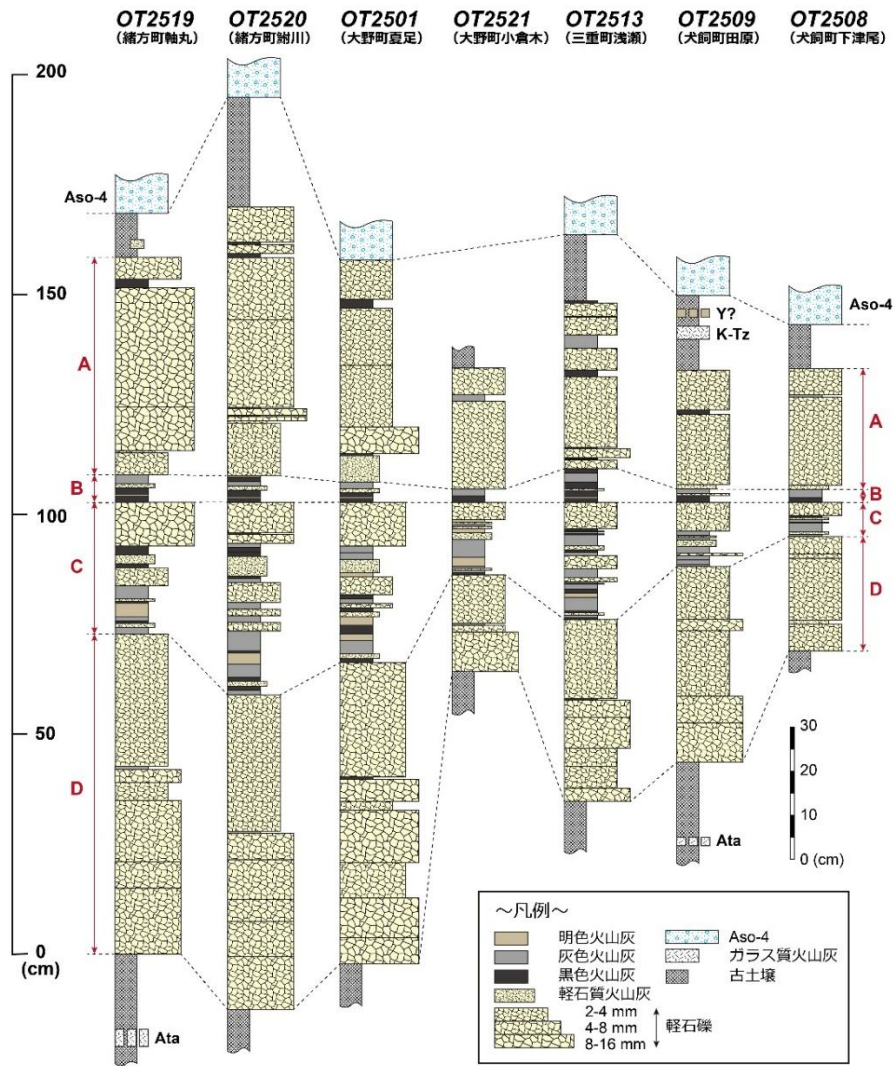 OT2519 OT2520 OT2501 OT2521 OT2513 OT2509 OT2508
（緒方町軸丸） （緒方町鮒川） （大野町夏足） （大野町小倉木） （三重町浅瀬） （犬飼町田原） （犬飼町下津尾）
200
Aso-4
150
Aso-4
Y?
K-Tz
A
A
B
B
100
C
C
D
50
D
30
20
10
0 (cm)
Ata
0
(cm)
Ata
～凡例～
明色火山灰
Aso-4
灰色火山灰
ガラス質火山灰
黒色火山灰
古土壌
軽石質火山灰
2-4 mm
4-8 mm
8-16 mm
軽石礫